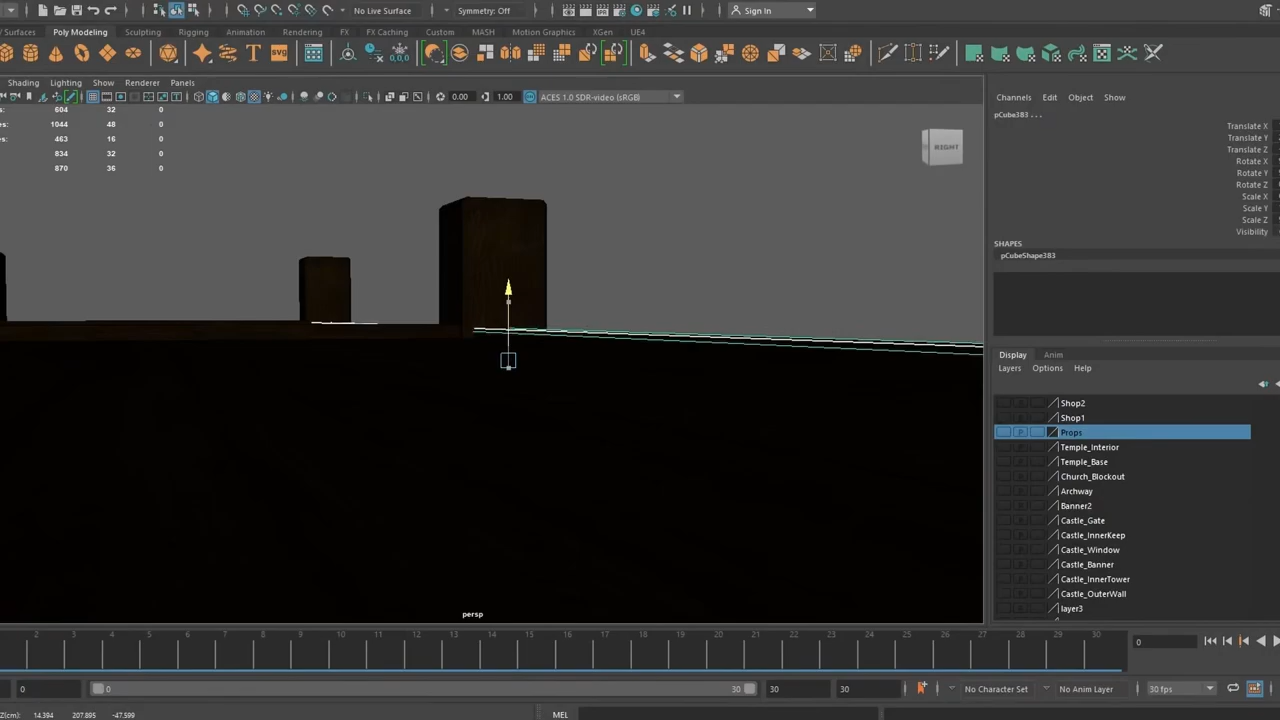 No Live Surface
Symmetry: Off
Sign In
Surfaces Poly Modeling Sculpting Rigging Animation Rendering FX FX Caching Custom MASH Motion Graphics XGen UE4
Shading Lighting Show Renderer Panels
0.00 1.00 ACES 1.0 SDR-video (sRGB)
604 32 0
1044 48 0
463 16 0
834 32 0
870 36 0
RIGHT
persp
Channels Edit Object Show
pCube383 ...
Translate X
Translate Y
Translate Z
Rotate X
Rotate Y
Rotate Z
Scale X
Scale Y
Scale Z
Visibility
SHAPES
pCubeShape383
Display Anim
Layers Options Help
Shop2
Shop1
P Props
Temple_Interior
Temple_Base
Church_Blockout
Archway
Banner2
Castle_Gate
Castle_InnerKeep
Castle_Window
Castle_Banner
Castle_InnerTower
Castle_OuterWall
layer3
2 3 4 5 6 7 8 9 10 11 12 13 14 15 16 17 18 19 20 21 22 23 24 25 26 27 28 29 30 0
0 0 30 30 30 No Character Set No Anim Layer 30 fps
Z(cm): 14.394 207.895 -47.599 MEL